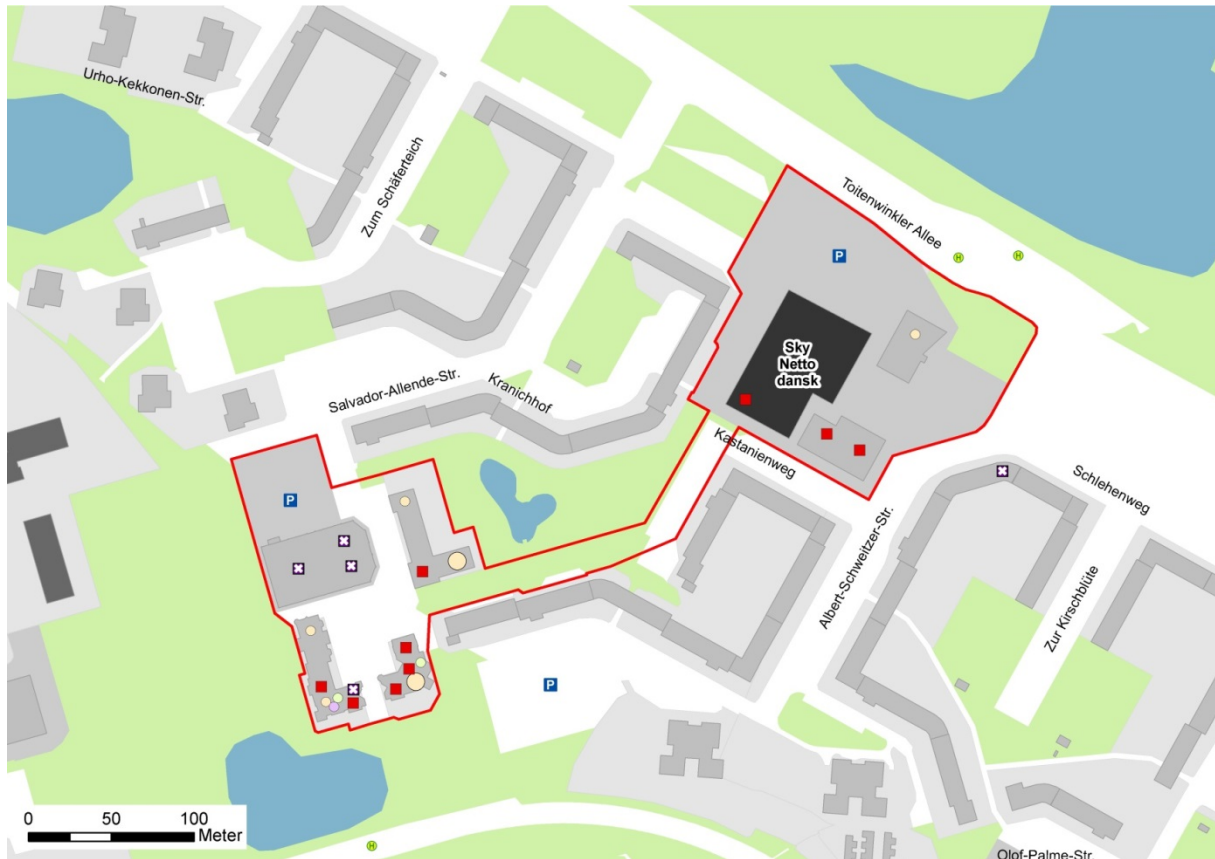 Urho-Kekkonen-Str.
Zum Schäferteich
Toitenwinkler Allee
H
H
P
Sky
Netto
dansk
Salvador-Allende-Str.
Kranichhof
Kastanienweg
Schlehenweg
P
Albert-Schweitzer-Str.
Zur Kirschblüte
P
0 50 100
Meter
H
Olof-Palme-Str.